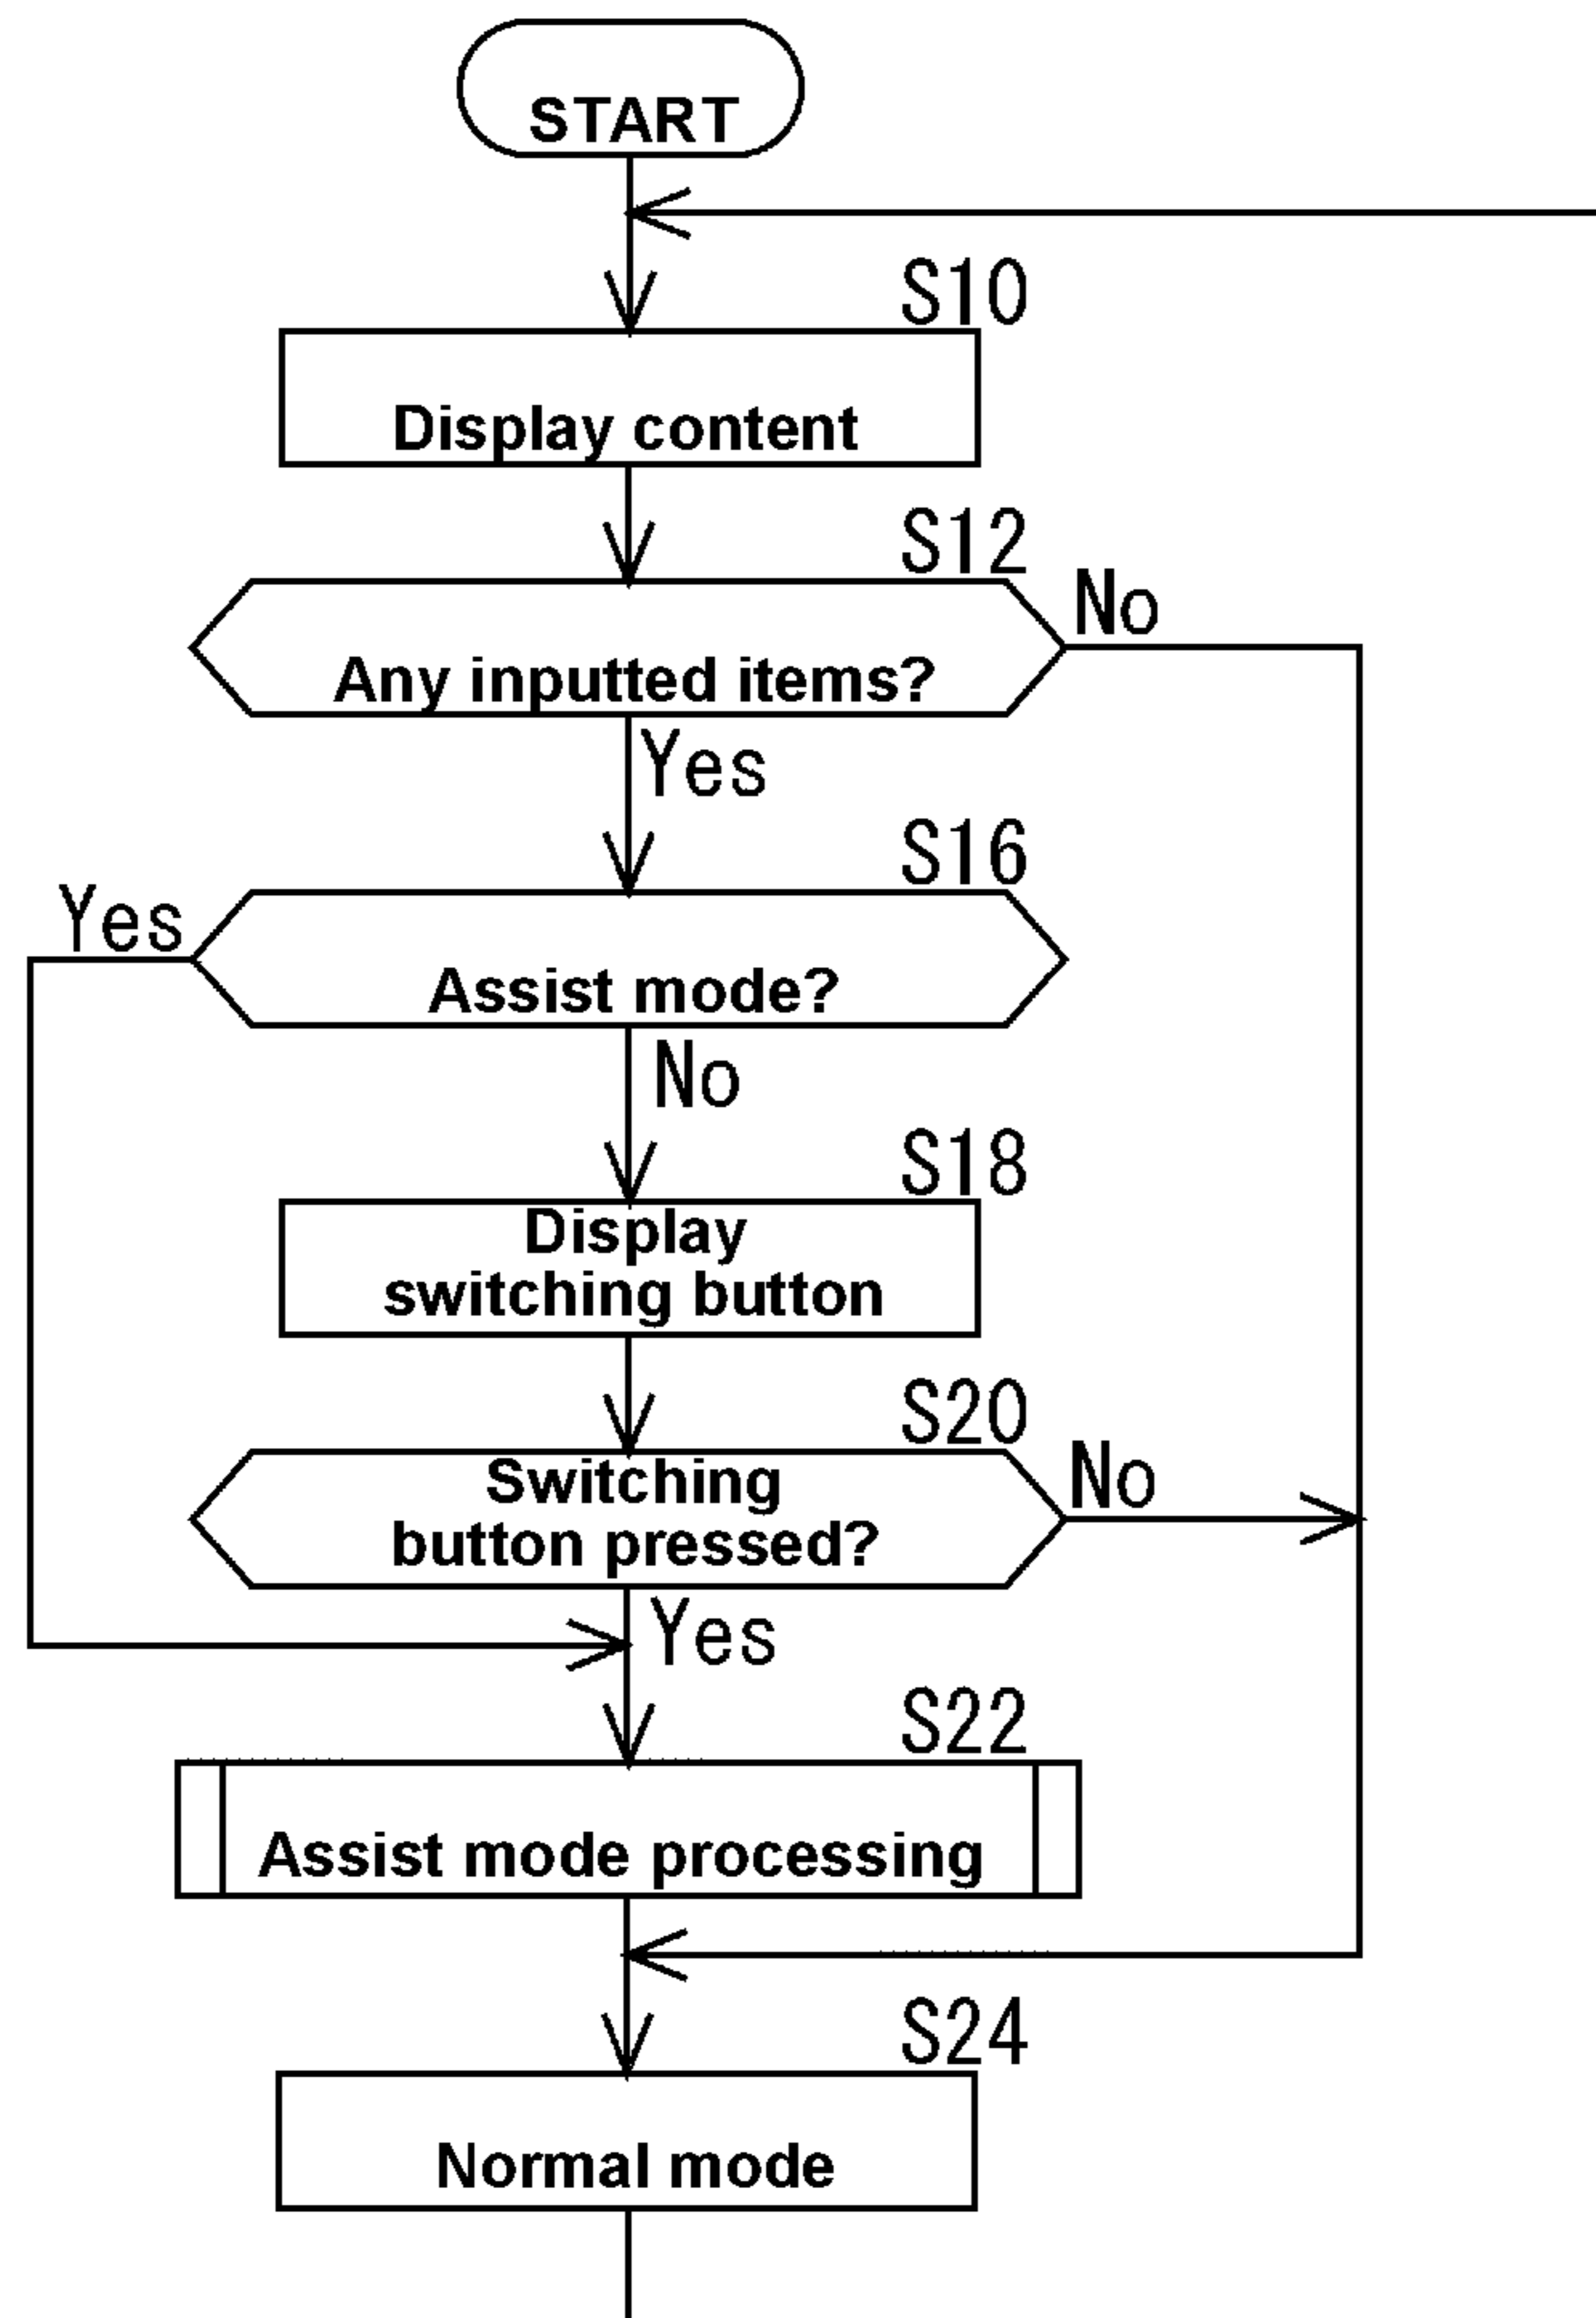 START
S10
Display content
S12
No
Any inputted items?
Yes
S16
Yes
Assist mode?
No
S18
Display
switching button
S20
No
Switching
button pressed?
Yes
S22
Assist mode processing
S24
Normal mode